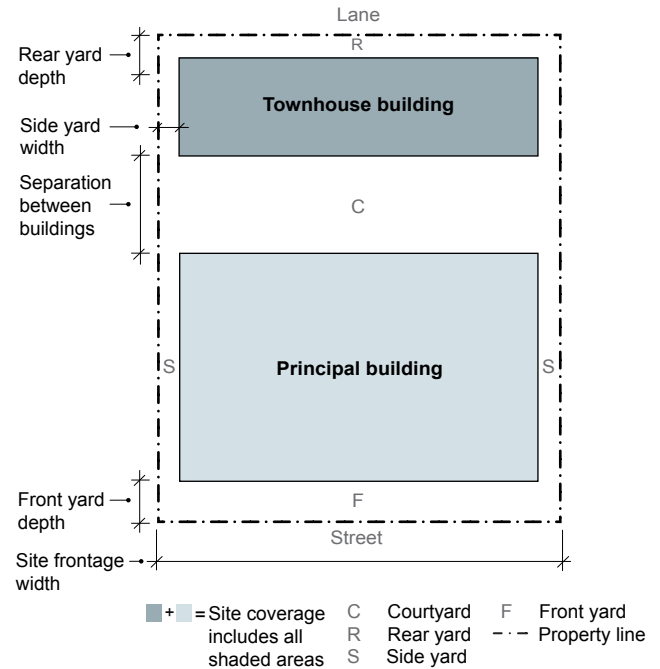 Lane
R
Rear yard
depth
Townhouse building
Side yard
width
Separation
between
buildings
C
S
Principal building
S
Front yard
depth
F
Street
Site frontage
width
+ = Site coverage
includes all
shaded areas
C Courtyard
R Rear yard
S Side yard
F Front yard
Property line